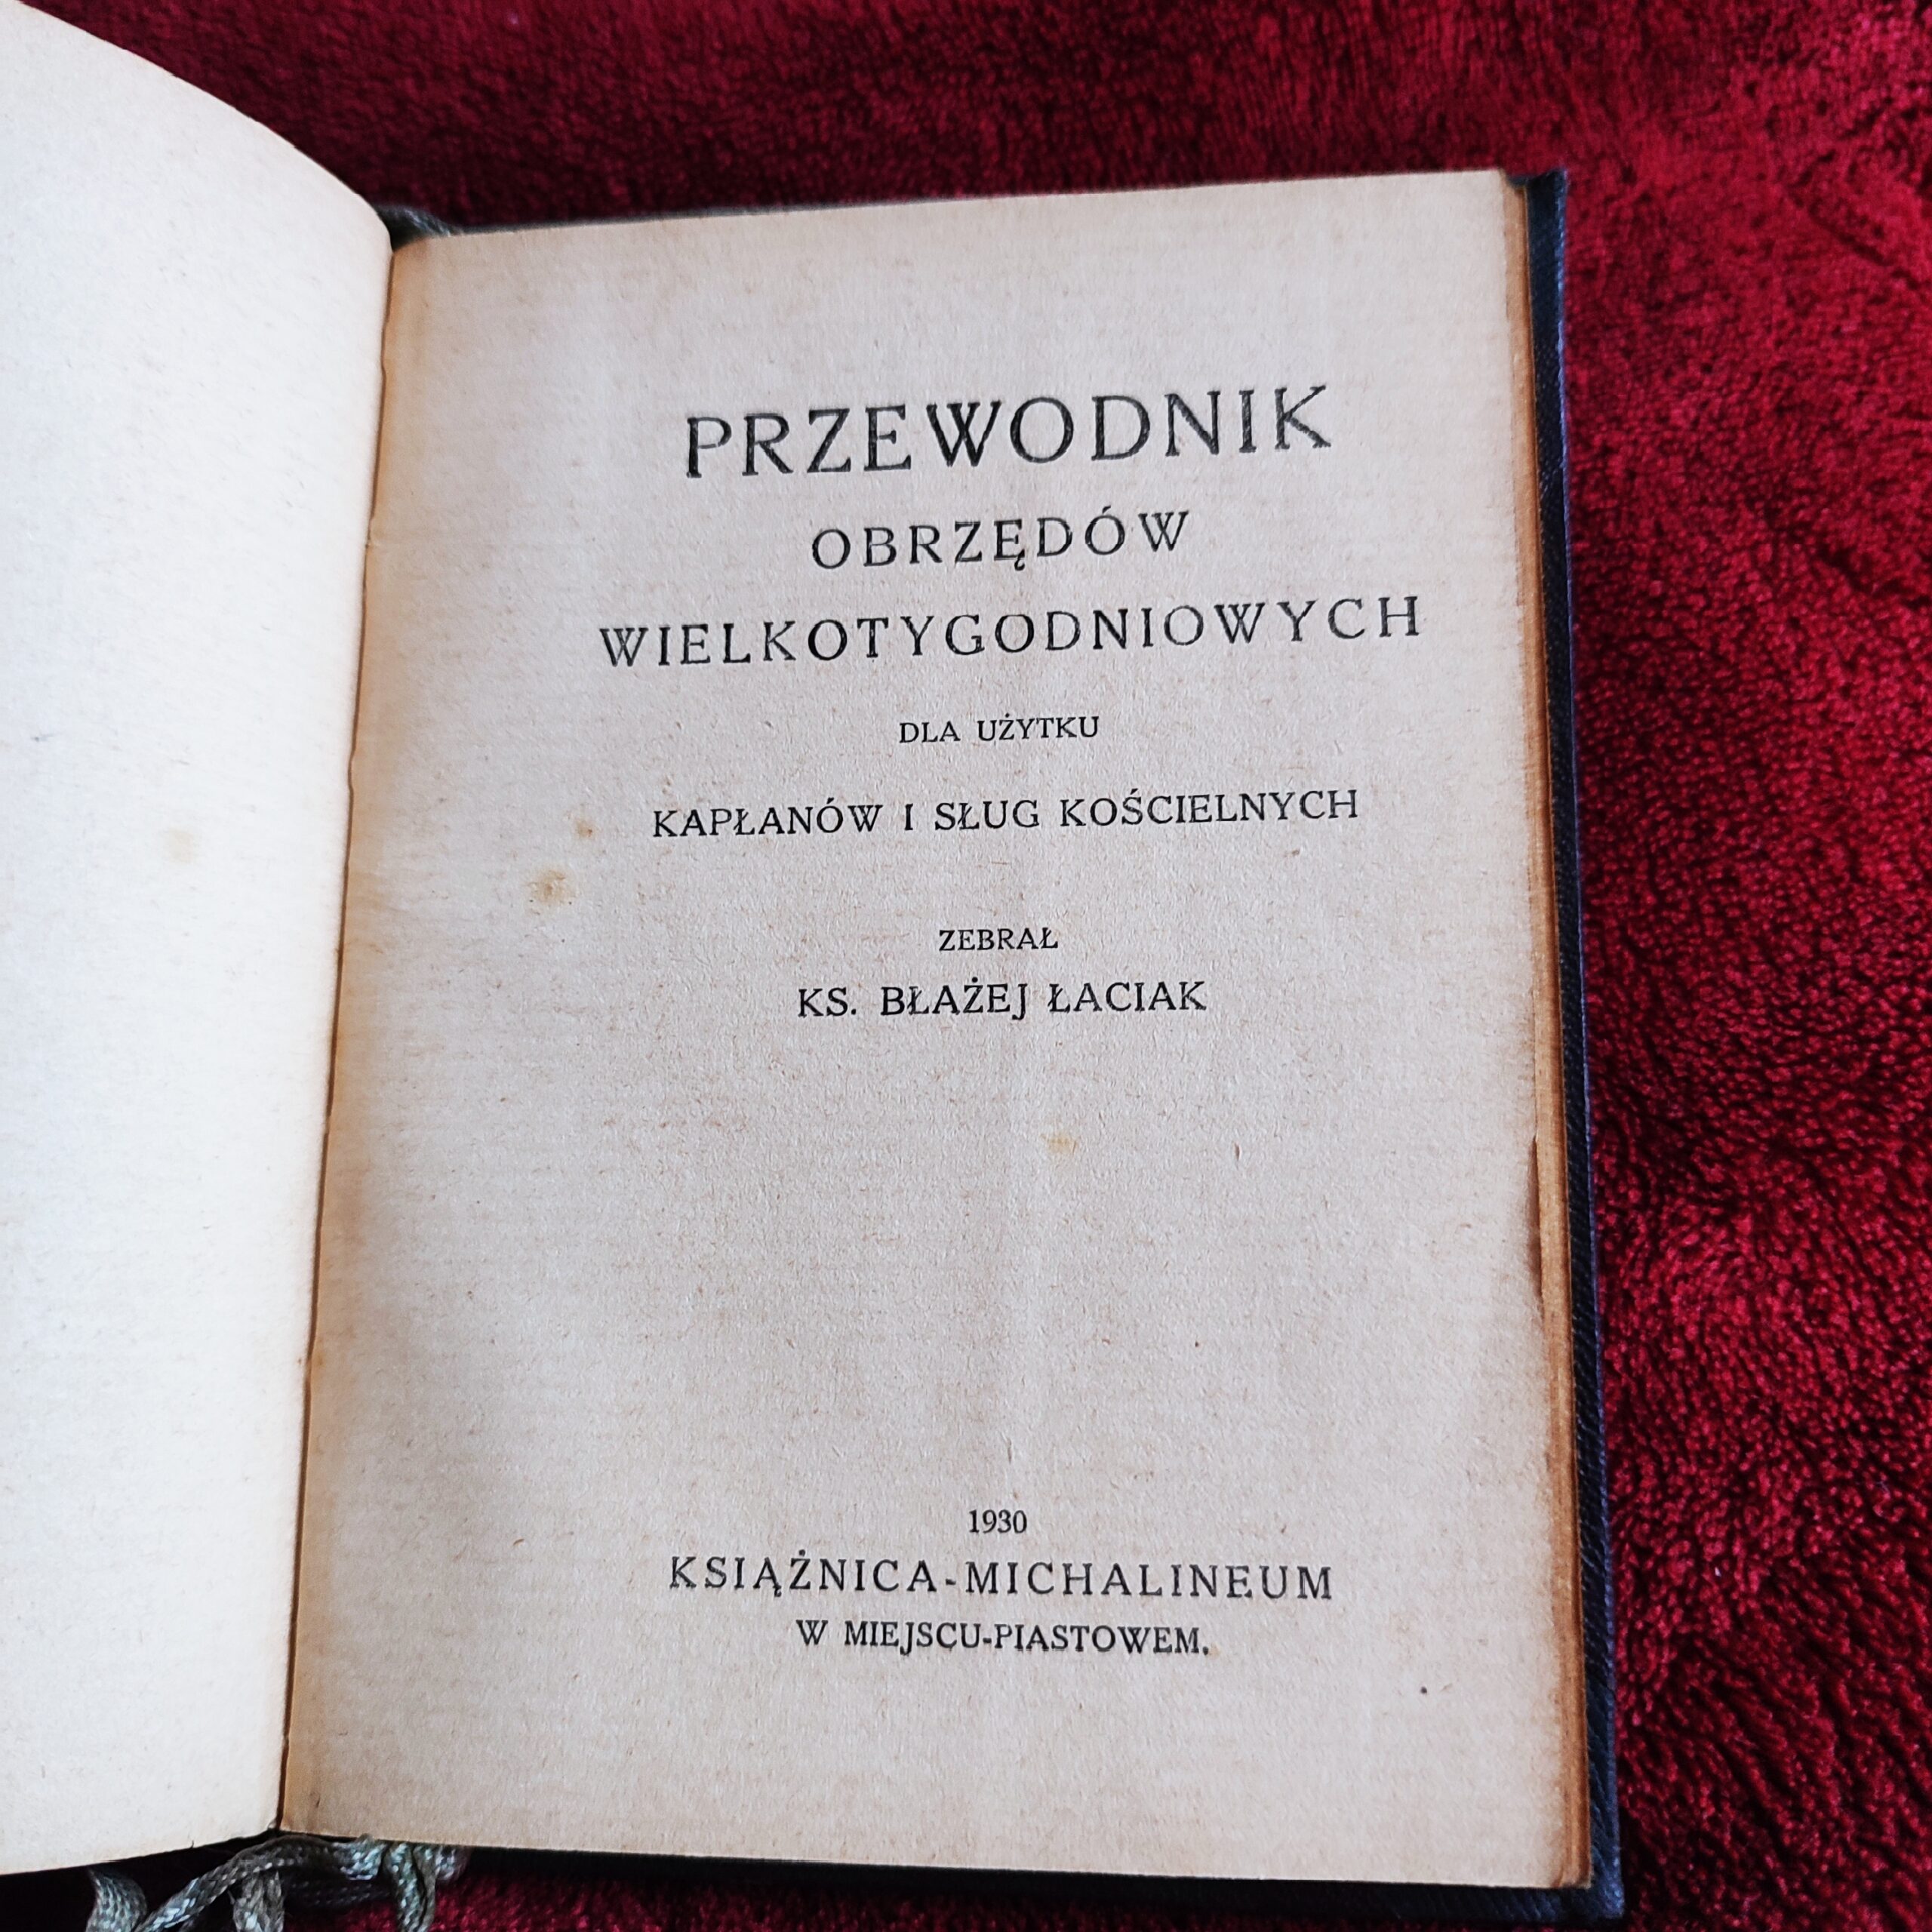 PRZEWODNIK
OBRZĘDÓW
WIELKOTYGODNIOWYCH
DLA UŻYTKU
KAPŁANÓW I SŁUG KOŚCIELNYCH
ZEBRAŁ
KS. BŁAŻEJ ŁACIAK
1930
KSIĄŻNICA-MICHALINEUM
W MIEJSCU-PIASTOWEM.